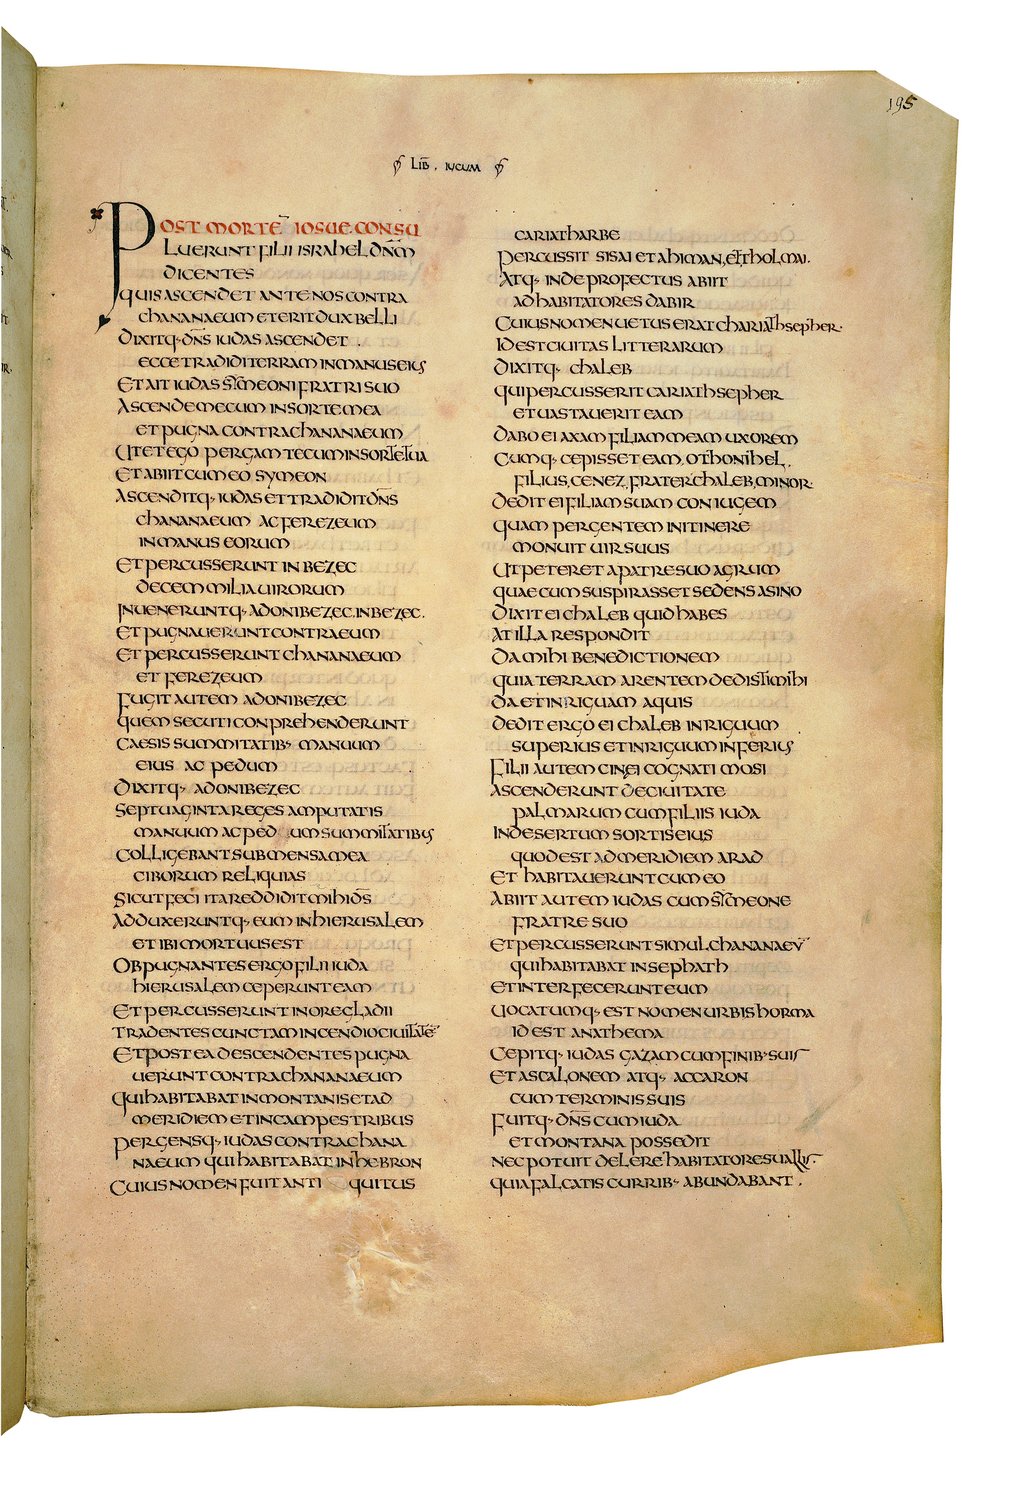 195
LIB · IUCUM
POST MORTE IOSUE CONSU
LUERUNT FILII ISRAHEL DNM
DICENTES
QUIS ASCENDET ANTE NOS CONTRA
CHANANAEUM ET ERIT DUX BELLI
DIXITQ· DNS IUDAS ASCENDET .
ECCE TRADIDI TERRAM IN MANUS EIUS
ET AIT IUDAS SYMEONI FRATRI SUO
ASCENDE MECUM IN SORTE MEA
ET PUGNA CONTRA CHANANAEUM
UT ET EGO PERGAM TECUM IN SORTE TUA
ET ABIIT CUM EO SYMEON
ASCENDITQ· IUDAS ET TRADIDIT DNS
CHANANAEUM AC FEREZEUM
IN MANUS EORUM
ET PERCUSSERUNT IN BEZEC
DECEM MILIA UIRORUM
INUENERUNTQ· ADONIBEZEC IN BEZEC .
ET PUGNAUERUNT CONTRA EUM
ET PERCUSSERUNT CHANANAEUM
ET FEREZEUM
FUGIT AUTEM ADONIBEZEC
QUEM SECUTI CONPREHENDERUNT
CAESIS SUMMITATIB· MANUUM
EIUS AC PEDUM
DIXITQ· ADONIBEZEC
SEPTUAGINTA REGES AMPUTATIS
MANUUM AC PED UM SUMMITATIBUS
COLLIGEBANT SUB MENSA MEA
CIBORUM RELIQUIAS
SICUT FECI ITA REDDIDIT MIHI DS
ADDUXERUNTQ· EUM IN HIERUSALEM
ET IBI MORTUUS EST
OBPUGNANTES ERGO FILII IUDA
HIERUSALEM CEPERUNT EAM
ET PERCUSSERUNT IN ORE GLADII
TRADENTES CUNCTAM INCENDIO CIUITATE
ET POSTEA DESCENDENTES PUGNA
UERUNT CONTRA CHANANAEUM
QUI HABITABAT IN MONTANIS ET AD
MERIDIEM ET IN CAMPESTRIBUS
PERGENSQ· IUDAS CONTRA CHANA
NAEUM QUI HABITABAT IN HEBRON
CUIUS NOMEN FUIT ANTI QUITUS
CARIATHARBE
PERCUSSIT SISAI ET AHIMAN, ET THOLMAI .
ATQ· INDE PROFECTUS ABIIT
AD HABITATORES DABIR
CUIUS NOMEN UETUS ERAT CHARIATHSEPHER·
ID EST CIUITAS LITTERARUM
DIXITQ· CHALEB
QUI PERCUSSERIT CARIATHSEPHER
ET UASTAUERIT EAM
DABO EI AXAM FILIAM MEAM UXOREM
CUMQ· CEPISSET EAM . OTHONIHEL .
FILIUS, CENEZ, FRATER CHALEB, MINOR·
DEDIT EI FILIAM SUAM CONIUGEM
QUAM PERGENTEM IN ITINERE
MONUIT UIR SUUS
UT PETERET A PATRE SUO AGRUM
QUAE CUM SUSPIRASSET SEDENS ASINO
DIXIT EI CHALEB QUID HABES
AT ILLA RESPONDIT
DA MIHI BENEDICTIONEM
QUIA TERRAM ARENTEM DEDISTI MIHI
DA ET INRIGUAM AQUIS
DEDIT ERGO EI CHALEB INRIGUUM
SUPERIUS ET INRIGUUM INFERIUS
FILII AUTEM CINEI COGNATI MOSI
ASCENDERUNT DE CIUITATE
PALMARUM CUM FILIIS IUDA
IN DESERTUM SORTIS EIUS
QUOD EST AD MERIDIEM ARAD
ET HABITAUERUNT CUM EO
ABIIT AUTEM IUDAS CUM SYMEONE
FRATRE SUO
ET PERCUSSERUNT SIMUL CHANANAEU
QUI HABITABAT IN SEPHATH
ET INTERFECERUNT EUM
UOCATUMQ· EST NOMEN URBIS HORMA
ID EST ANATHEMA
CEPITQ· IUDAS GAZAM CUM FINIB· SUIS
ET ASCALONEM ATQ· ACCARON
CUM TERMINIS SUIS
FUITQ· DNS CUM IUDA
ET MONTANA POSSEDIT
NEC POTUIT DELERE HABITATORES UALLIS
QUIA FALCATIS CURRIB· ABUNDABANT .